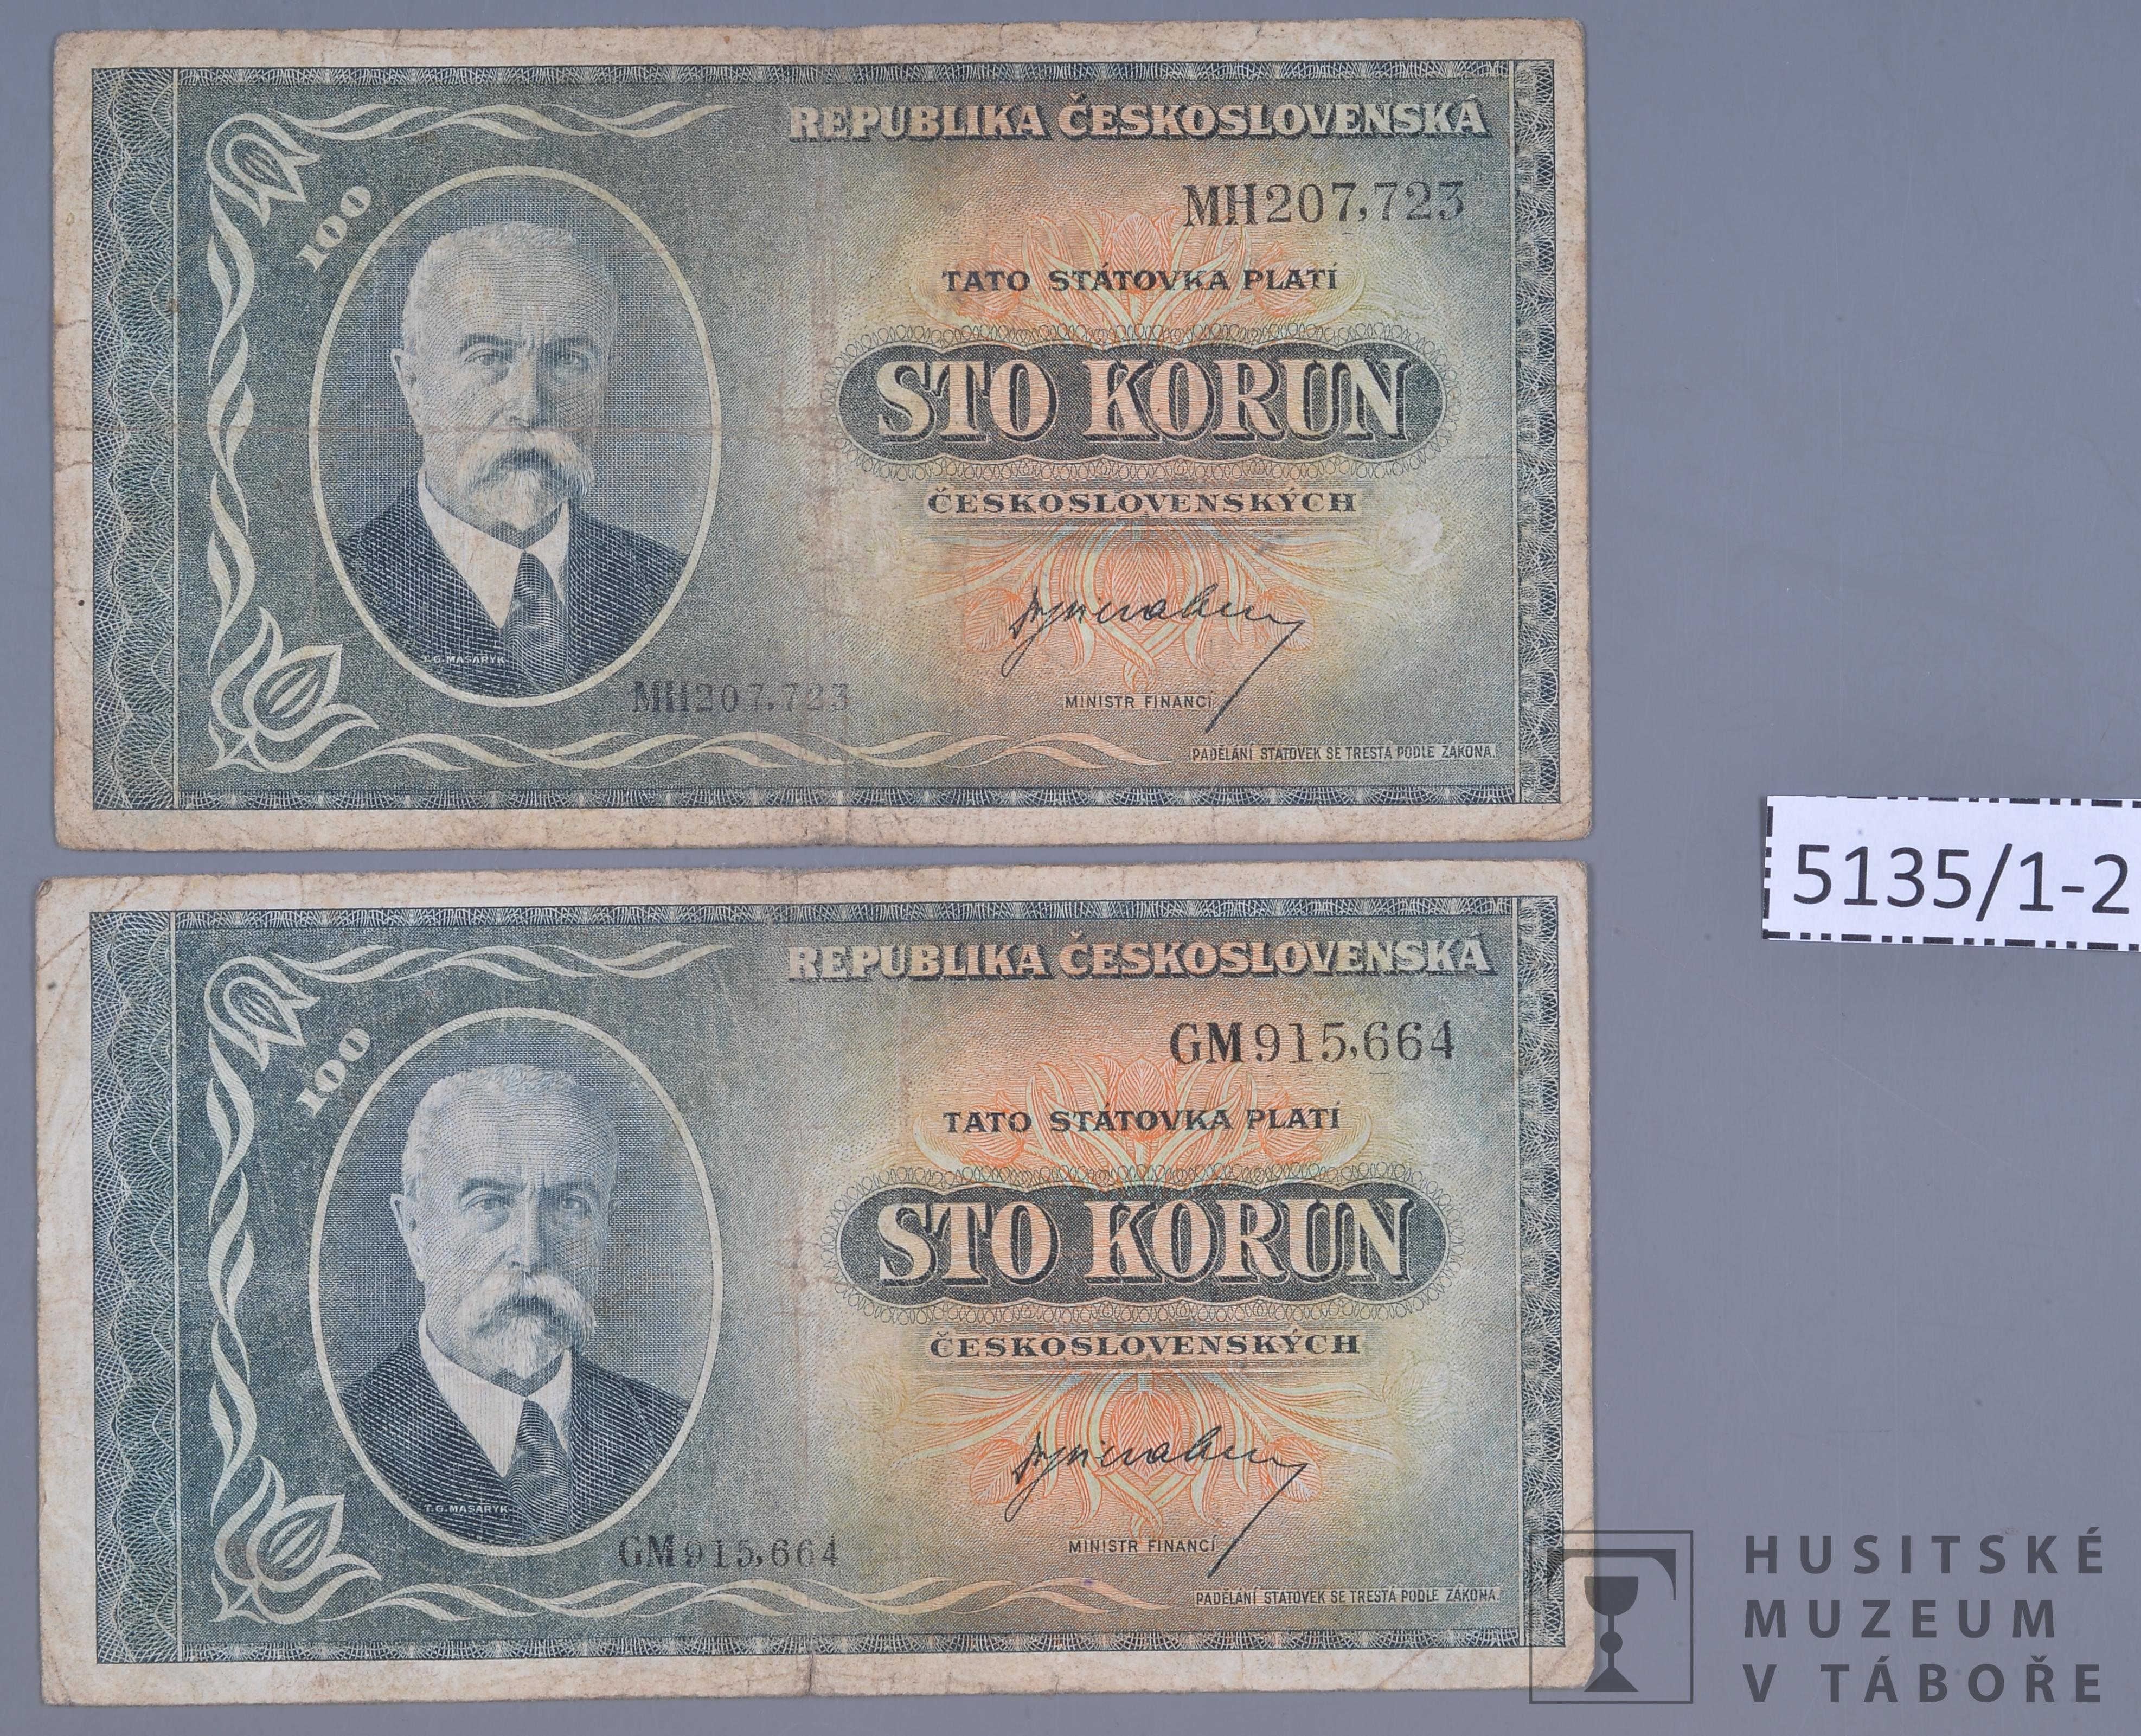 REPUBLIKA ČESKOSLOVENSKÁ
100
MH207,723
TATO STÁTOVKA PLATÍ
STO KORUN
ČESKOSLOVENSKÝCH
T.G.MASARYK
MH207,723
MINISTR FINANCÍ
PADĚLÁNÍ STÁTOVEK SE TRESTÁ PODLE ZÁKONA.
5135/1-2
REPUBLIKA ČESKOSLOVENSKÁ
100
GM915,664
TATO STÁTOVKA PLATÍ
STO KORUN
ČESKOSLOVENSKÝCH
T.G.MASARYK
GM915,664
MINISTR FINANCÍ
PADĚLÁNÍ STÁTOVEK SE TRESTÁ PODLE ZÁKONA.
HUSITSKÉ
MUZEUM
V TÁBOŘE